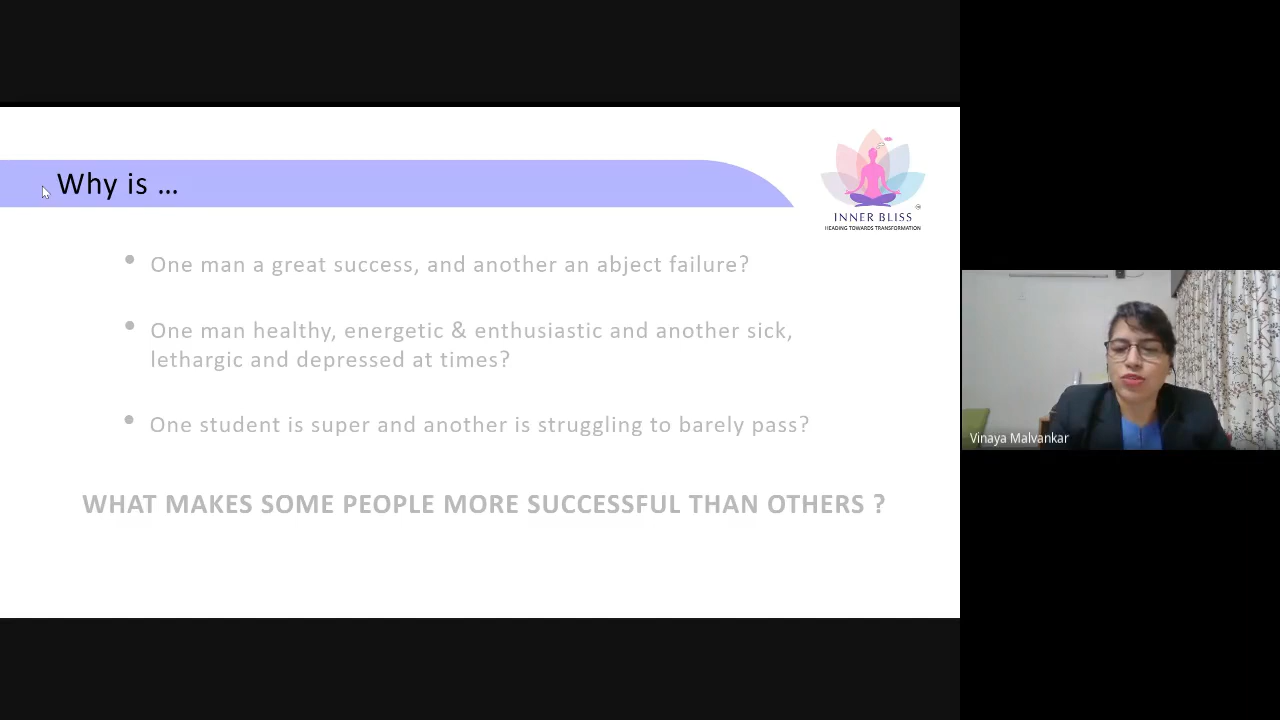 Why is ...
INNER BLISS
HEADING TOWARDS TRANSFORMATION
• One man a great success, and another an abject failure?
• One man healthy, energetic & enthusiastic and another sick,
lethargic and depressed at times?
• One student is super and another is struggling to barely pass?
WHAT MAKES SOME PEOPLE MORE SUCCESSFUL THAN OTHERS ?
Vinaya Malvankar